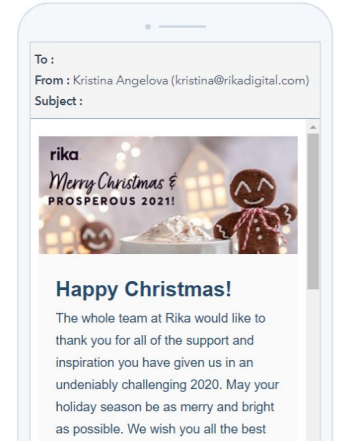 To :
From : Kristina Angelova (kristina@rikadigital.com)
Subject :
rika
Merry Christmas &
PROSPEROUS 2021!
Happy Christmas!
The whole team at Rika would like to
thank you for all of the support and
inspiration you have given us in an
undeniably challenging 2020. May your
holiday season be as merry and bright
as possible. We wish you all the best